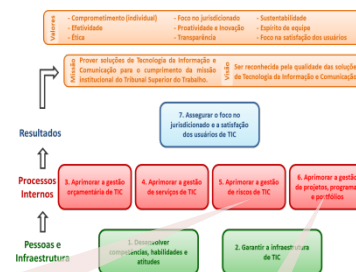 Valores
- Comprometimento (individual) - Foco no jurisdicionado - Sustentabilidade
- Efetividade - Proatividade e Inovação - Espírito de equipe
- Ética - Transparência - Foco na satisfação dos usuários
Missão
Prover soluções de Tecnologia da Informação e
Comunicação para o cumprimento da missão
institucional do Tribunal Superior do Trabalho.
Visão
Ser reconhecida pela qualidade das soluções
de Tecnologia da Informação e Comunicação
Resultados
7. Assegurar o foco no
jurisdicionado e a satisfação
dos usuários de TIC
Processos
Internos
3. Aprimorar a gestão
orçamentária de TIC
4. Aprimorar a gestão
de serviços de TIC
5. Aprimorar a gestão
de riscos de TIC
6. Aprimorar a gestão
de projetos, programa
e portfólios
Pessoas e
Infraestrutura
1. Desenvolver
competências, habilidades e
atitudes
2. Garantir a infraestrutura
de TIC